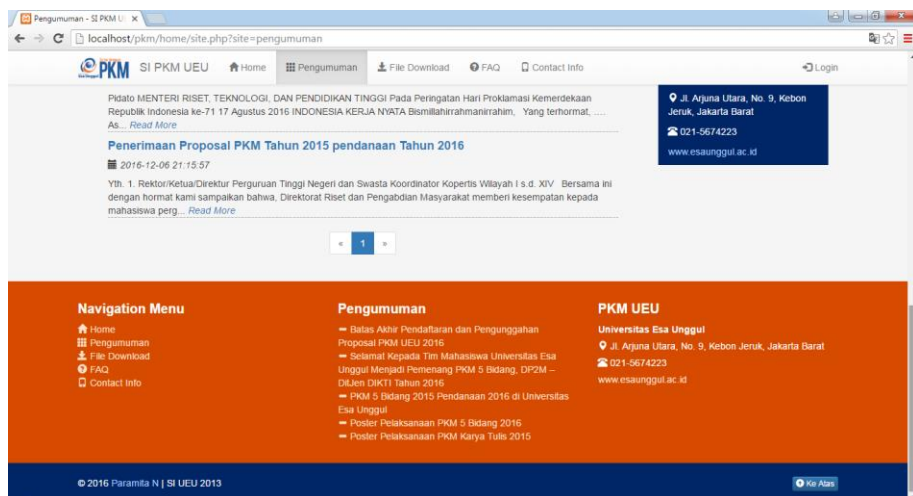 Pengumuman - SI PKM U
localhost/pkm/home/site.php?site=pengumuman
PKM
SI PKM UEU
Home
Pengumuman
File Download
FAQ
Contact Info
Login
Pidato MENTERI RISET, TEKNOLOGI, DAN PENDIDIKAN TINGGI Pada Peringatan Hari Proklamasi Kemerdekaan
Republik Indonesia ke-71 17 Agustus 2016 INDONESIA KERJA NYATA Bismillahirrahmanirrahim, Yang terhormat, ....
As... Read More
Penerimaan Proposal PKM Tahun 2015 pendanaan Tahun 2016
2016-12-06 21:15:57
Yth. 1. Rektor/Ketua/Direktur Perguruan Tinggi Negeri dan Swasta Koordinator Kopertis Wilayah I s.d. XIV Bersama ini
dengan hormat kami sampaikan bahwa, Direktorat Riset dan Pengabdian Masyarakat memberi kesempatan kepada
mahasiswa perg... Read More
« 1 »
Jl. Arjuna Utara, No. 9, Kebon
Jeruk, Jakarta Barat
021-5674223
www.esaunggul.ac.id
Navigation Menu
Home
Pengumuman
File Download
FAQ
Contact Info
Pengumuman
Batas Akhir Pendaftaran dan Pengunggahan
Proposal PKM UEU 2016
Selamat Kepada Tim Mahasiswa Universitas Esa
Unggul Menjadi Pemenang PKM 5 Bidang, DP2M –
DitJen DIKTI Tahun 2016
PKM 5 Bidang 2015 Pendanaan 2016 di Universitas
Esa Unggul
Poster Pelaksanaan PKM 5 Bidang 2016
Poster Pelaksanaan PKM Karya Tulis 2015
PKM UEU
Universitas Esa Unggul
Jl. Arjuna Utara, No. 9, Kebon Jeruk, Jakarta Barat
021-5674223
www.esaunggul.ac.id
© 2016 Paramita N | SI UEU 2013
Ke Atas